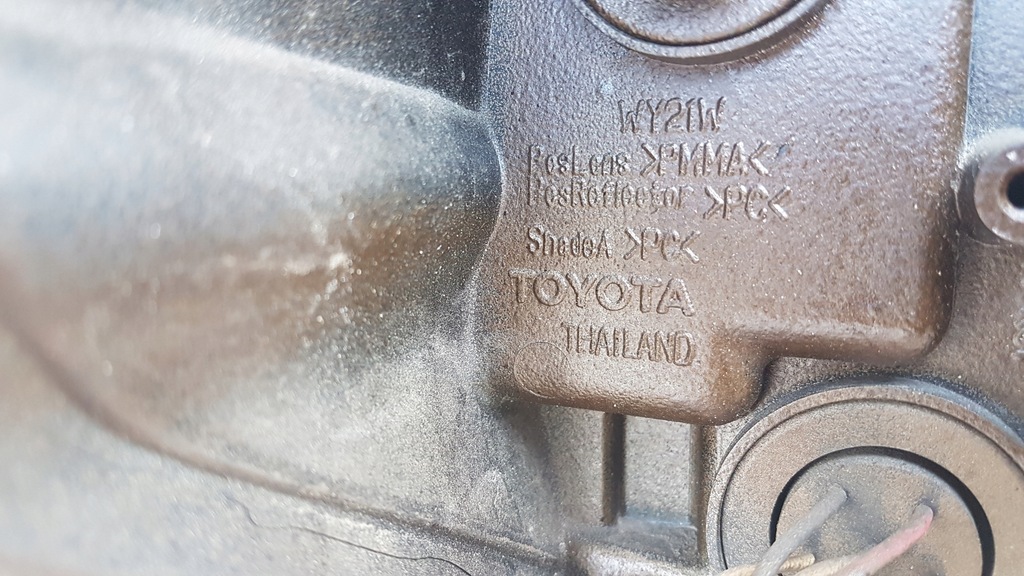 WY21W
PosLens >PMMA<
PosReflector >PC<
ShadeA >PC<
TOYOTA
THAILAND